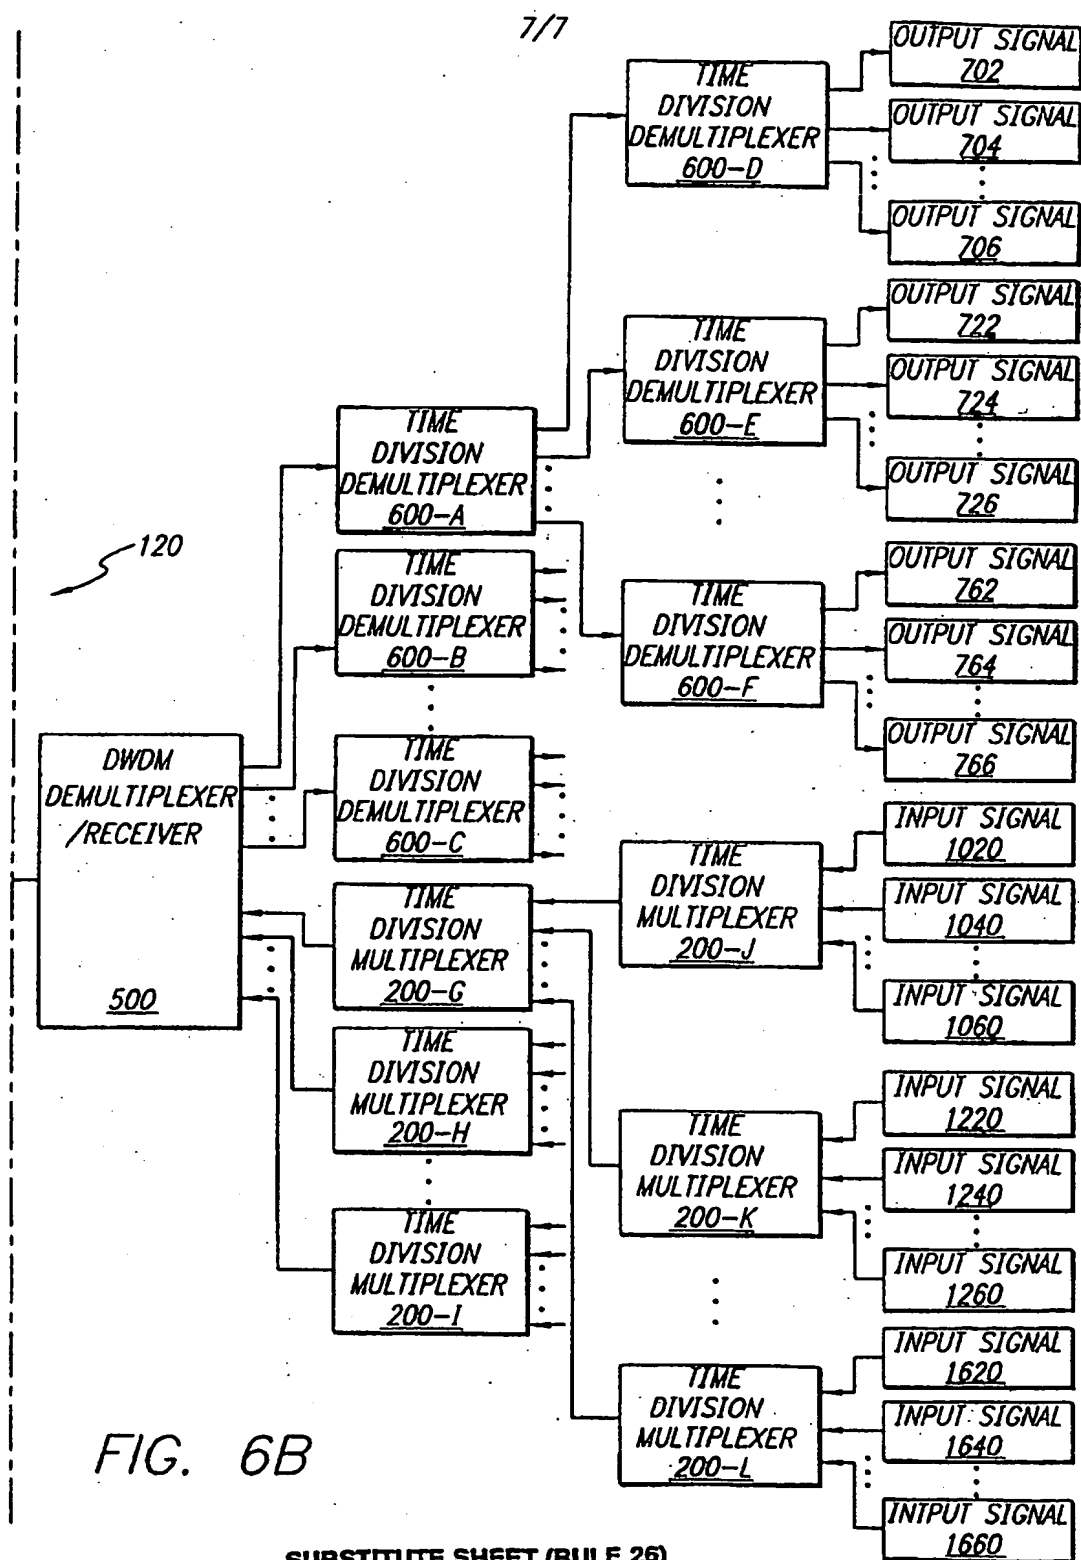 7/7
OUTPUT SIGNAL
702
TIME
DIVISION
DEMULTIPLEXER
600-D
OUTPUT SIGNAL
704
OUTPUT SIGNAL
706
OUTPUT SIGNAL
722
TIME
DIVISION
DEMULTIPLEXER
600-E
OUTPUT SIGNAL
724
OUTPUT SIGNAL
726
TIME
DIVISION
DEMULTIPLEXER
600-A
120
TIME
DIVISION
DEMULTIPLEXER
600-B
OUTPUT SIGNAL
762
TIME
DIVISION
DEMULTIPLEXER
600-F
OUTPUT SIGNAL
764
OUTPUT SIGNAL
766
DWDM
DEMULTIPLEXER
/RECEIVER
500
TIME
DIVISION
DEMULTIPLEXER
600-C
INPUT SIGNAL
1020
TIME
DIVISION
MULTIPLEXER
200-J
INPUT SIGNAL
1040
INPUT SIGNAL
1060
TIME
DIVISION
MULTIPLEXER
200-G
TIME
DIVISION
MULTIPLEXER
200-H
INPUT SIGNAL
1220
TIME
DIVISION
MULTIPLEXER
200-K
INPUT SIGNAL
1240
INPUT SIGNAL
1260
TIME
DIVISION
MULTIPLEXER
200-I
INPUT SIGNAL
1620
TIME
DIVISION
MULTIPLEXER
200-L
INPUT SIGNAL
1640
INTPUT SIGNAL
1660
FIG. 6B
SUBSTITUTE SHEET (RULE 26)